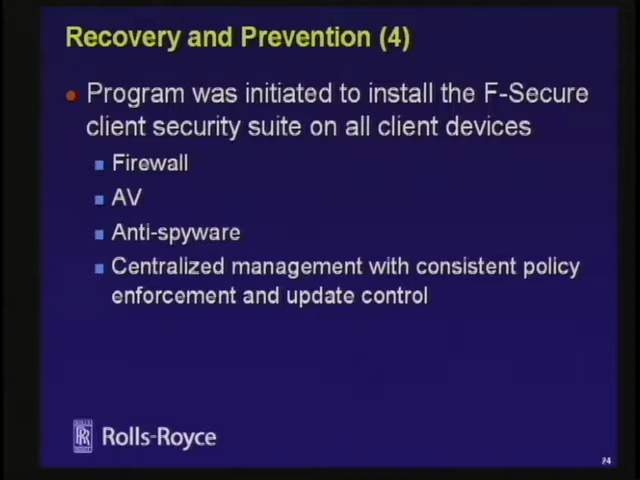 Recovery and Prevention (4)
Program was initiated to install the F-Secure
client security suite on all client devices
Firewall
AV
Anti-spyware
Centralized management with consistent policy
enforcement and update control
Rolls-Royce
24